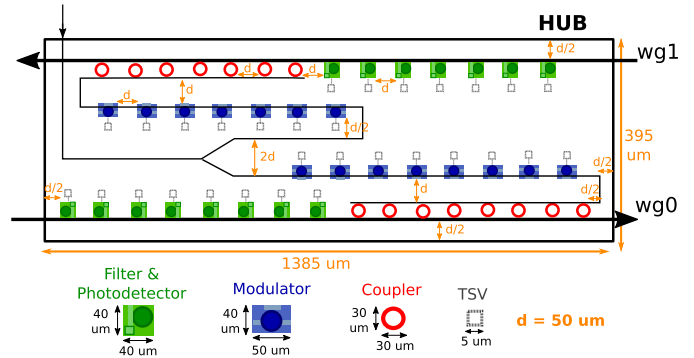 HUB
d/2
wg1
d
d
d
d
d
d/2
395
um
2d
d/2
d/2
d
d/2
wg0
d/2
1385 um
Filter &
Photodetector
Modulator
Coupler
TSV
40
um
40 um
40
um
50 um
30
um
30 um
5 um
d = 50 um